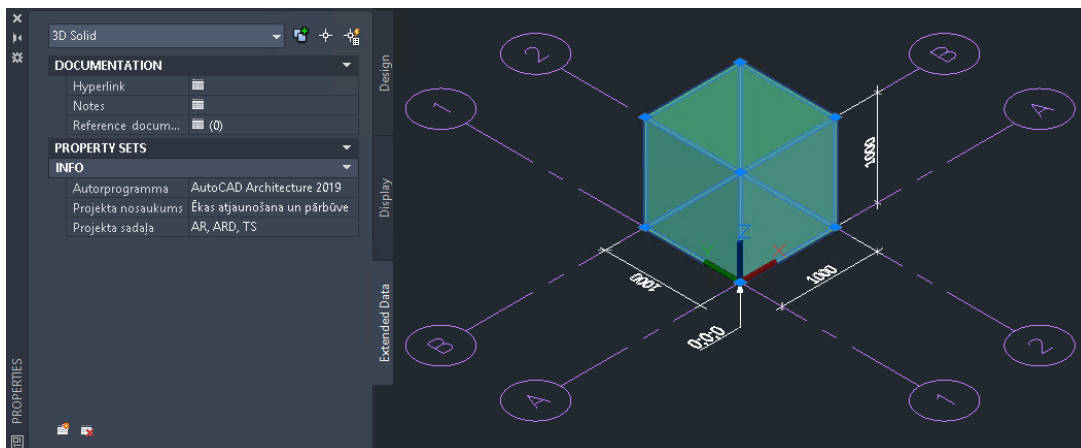 3D Solid
DOCUMENTATION
Hyperlink
Notes
Reference docum... (0)
PROPERTY SETS
INFO
Autorprogramma AutoCAD Architecture 2019
Projekta nosaukums Ēkas atjaunošana un pārbūve
Projekta sadaļa AR, ARD, TS
Design
Display
Extended Data
PROPERTIES
2
B
1
A
1000
Z
X
1000
1000
0;0;0
B
2
A
1